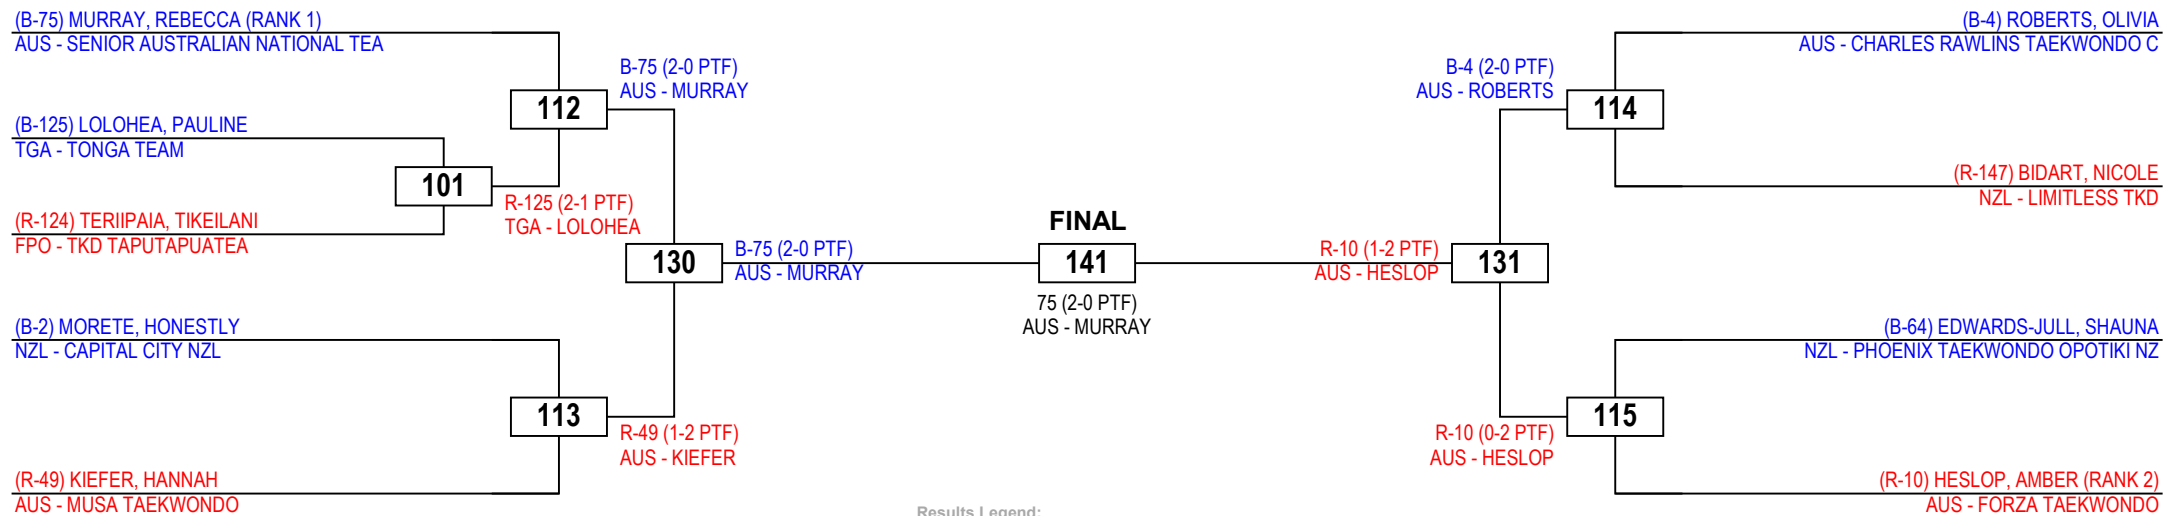 (B-75) MURRAY, REBECCA (RANK 1)
AUS - SENIOR AUSTRALIAN NATIONAL TEA
B-75 (2-0 PTF)
AUS - MURRAY
112
(B-125) LOLOHEA, PAULINE
TGA - TONGA TEAM
101
R-125 (2-1 PTF)
TGA - LOLOHEA
(R-124) TERIIPAIA, TIKEILANI
FPO - TKD TAPUTAPUATEA
130
B-75 (2-0 PTF)
AUS - MURRAY
(B-2) MORETE, HONESTLY
NZL - CAPITAL CITY NZL
113
R-49 (1-2 PTF)
AUS - KIEFER
(R-49) KIEFER, HANNAH
AUS - MUSA TAEKWONDO
FINAL
141
75 (2-0 PTF)
AUS - MURRAY
(B-4) ROBERTS, OLIVIA
AUS - CHARLES RAWLINS TAEKWONDO C
B-4 (2-0 PTF)
AUS - ROBERTS
114
(R-147) BIDART, NICOLE
NZL - LIMITLESS TKD
R-10 (1-2 PTF)
AUS - HESLOP
131
(B-64) EDWARDS-JULL, SHAUNA
NZL - PHOENIX TAEKWONDO OPOTIKI NZ
115
R-10 (0-2 PTF)
AUS - HESLOP
(R-10) HESLOP, AMBER (RANK 2)
AUS - FORZA TAEKWONDO
Results Legend: